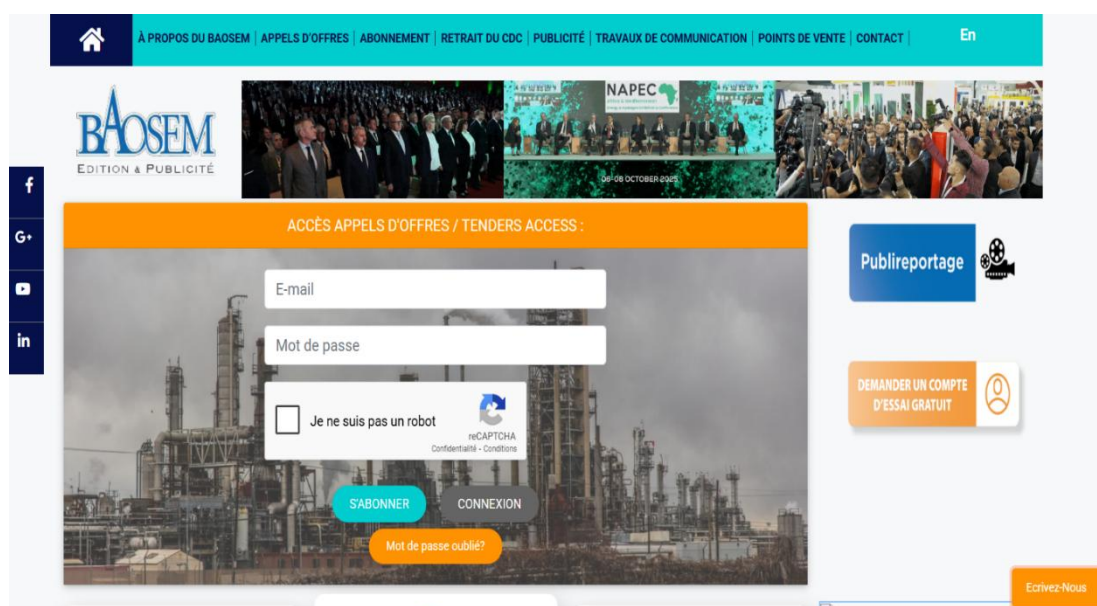 À PROPOS DU BAOSEM | APPELS D'OFFRES | ABONNEMENT | RETRAIT DU CDC | PUBLICITÉ | TRAVAUX DE COMMUNICATION | POINTS DE VENTE | CONTACT |
En
BAOSEM
EDITION & PUBLICITÉ
NAPEC
06-08 OCTOBER 2025
f
G+
in
ACCÈS APPELS D'OFFRES / TENDERS ACCESS :
E-mail
Mot de passe
Je ne suis pas un robot
reCAPTCHA
Confidentialité - Conditions
S'ABONNER
CONNEXION
Mot de passe oublié?
Publireportage
DEMANDER UN COMPTE
D'ESSAI GRATUIT
Ecrivez-Nous